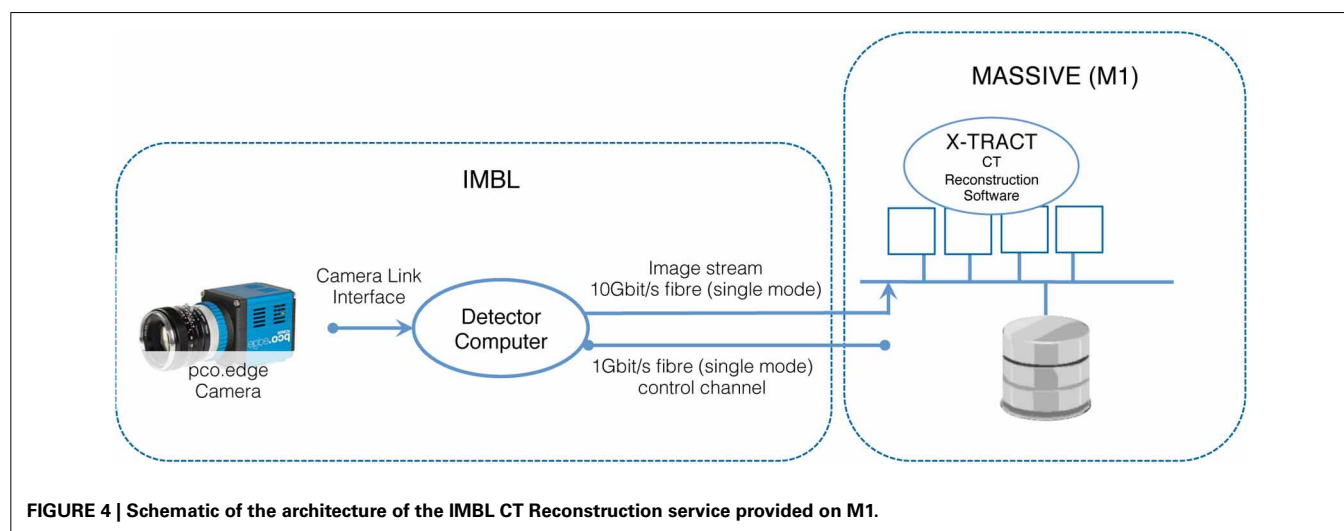 MASSIVE (M1)
X-TRACT
CT
Reconstruction
Software
IMBL
Camera Link
Interface
Image stream
10Gbit/s fibre (single mode)
Detector
Computer
pco.edge
pco.edge
Camera
1Gbit/s fibre (single mode)
control channel
FIGURE 4 | Schematic of the architecture of the IMBL CT Reconstruction service provided on M1.